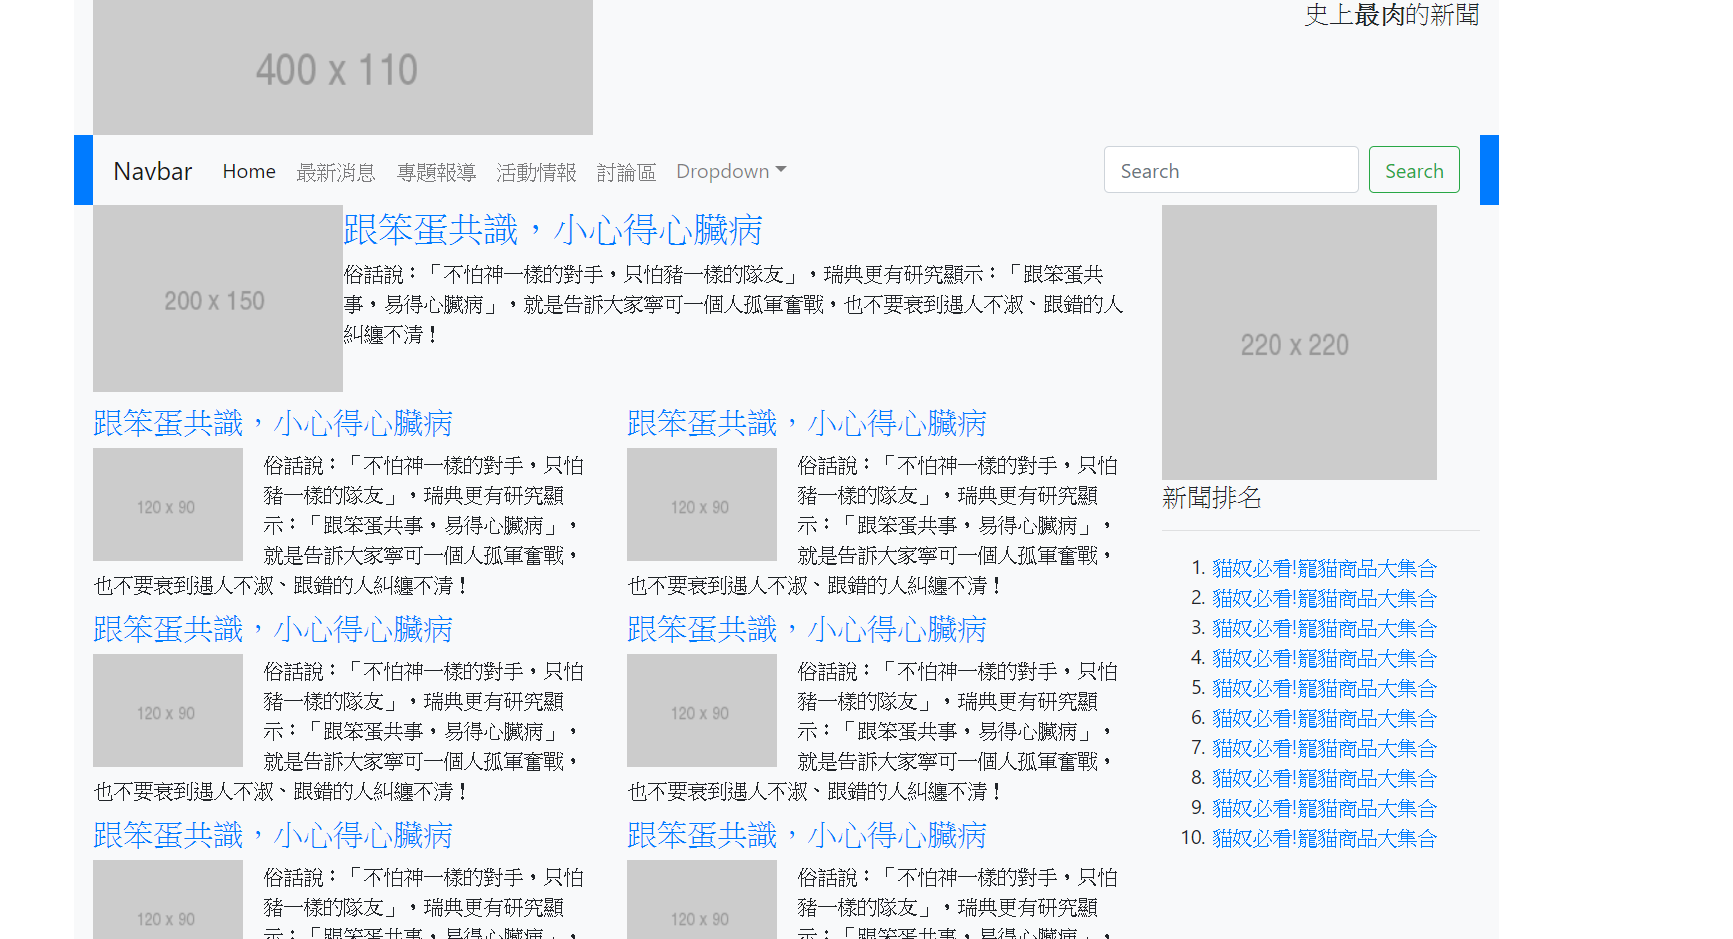 400 x 110
史上最肉的新聞
Navbar Home 最新消息 專題報導 活動情報 討論區 Dropdown Search Search
200 x 150
跟笨蛋共識，小心得心臟病
俗話說：「不怕神一樣的對手，只怕豬一樣的隊友」，瑞典更有研究顯示：「跟笨蛋共
事，易得心臟病」，就是告訴大家寧可一個人孤軍奮戰，也不要衰到遇人不淑、跟錯的人
糾纏不清！
跟笨蛋共識，小心得心臟病
120 x 90
俗話說：「不怕神一樣的對手，只怕
豬一樣的隊友」，瑞典更有研究顯
示：「跟笨蛋共事，易得心臟病」，
就是告訴大家寧可一個人孤軍奮戰，
也不要衰到遇人不淑、跟錯的人糾纏不清！
跟笨蛋共識，小心得心臟病
120 x 90
俗話說：「不怕神一樣的對手，只怕
豬一樣的隊友」，瑞典更有研究顯
示：「跟笨蛋共事，易得心臟病」，
就是告訴大家寧可一個人孤軍奮戰，
也不要衰到遇人不淑、跟錯的人糾纏不清！
跟笨蛋共識，小心得心臟病
120 x 90
俗話說：「不怕神一樣的對手，只怕
豬一樣的隊友」，瑞典更有研究顯
示：「跟笨蛋共事，易得心臟病」，
就是告訴大家寧可一個人孤軍奮戰，
也不要衰到遇人不淑、跟錯的人糾纏不清！
跟笨蛋共識，小心得心臟病
120 x 90
俗話說：「不怕神一樣的對手，只怕
豬一樣的隊友」，瑞典更有研究顯
示：「跟笨蛋共事，易得心臟病」，
就是告訴大家寧可一個人孤軍奮戰，
也不要衰到遇人不淑、跟錯的人糾纏不清！
跟笨蛋共識，小心得心臟病
120 x 90
俗話說：「不怕神一樣的對手，只怕
豬一樣的隊友」，瑞典更有研究顯
示：「跟笨蛋共事，易得心臟病」，
跟笨蛋共識，小心得心臟病
120 x 90
俗話說：「不怕神一樣的對手，只怕
豬一樣的隊友」，瑞典更有研究顯
示：「跟笨蛋共事，易得心臟病」，
220 x 220
新聞排名
1. 貓奴必看!寵貓商品大集合
2. 貓奴必看!寵貓商品大集合
3. 貓奴必看!寵貓商品大集合
4. 貓奴必看!寵貓商品大集合
5. 貓奴必看!寵貓商品大集合
6. 貓奴必看!寵貓商品大集合
7. 貓奴必看!寵貓商品大集合
8. 貓奴必看!寵貓商品大集合
9. 貓奴必看!寵貓商品大集合
10. 貓奴必看!寵貓商品大集合